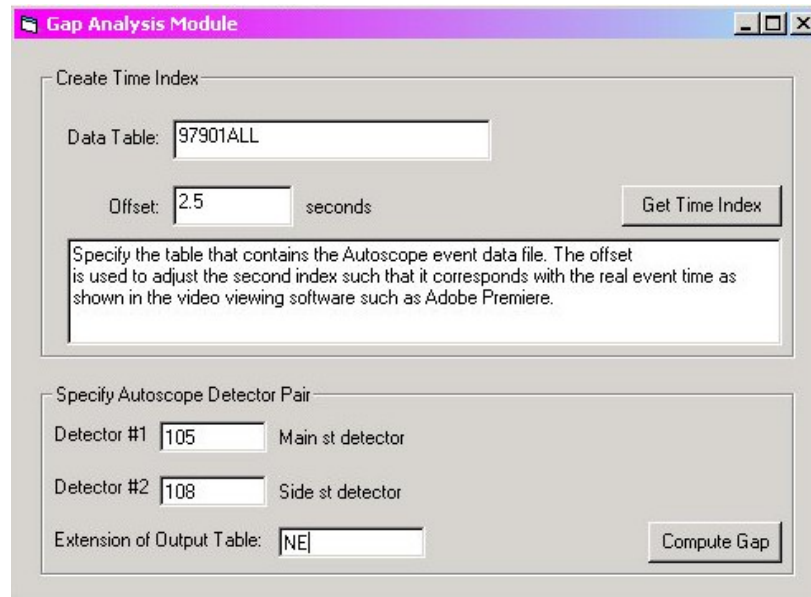 Gap Analysis Module
Create Time Index
Data Table: 97901ALL
Offset: 2.5 seconds Get Time Index
Specify the table that contains the Autoscope event data file. The offset
is used to adjust the second index such that it corresponds with the real event time as
shown in the video viewing software such as Adobe Premiere.
Specify Autoscope Detector Pair
Detector #1 105 Main st detector
Detector #2 108 Side st detector
Extension of Output Table: NE Compute Gap